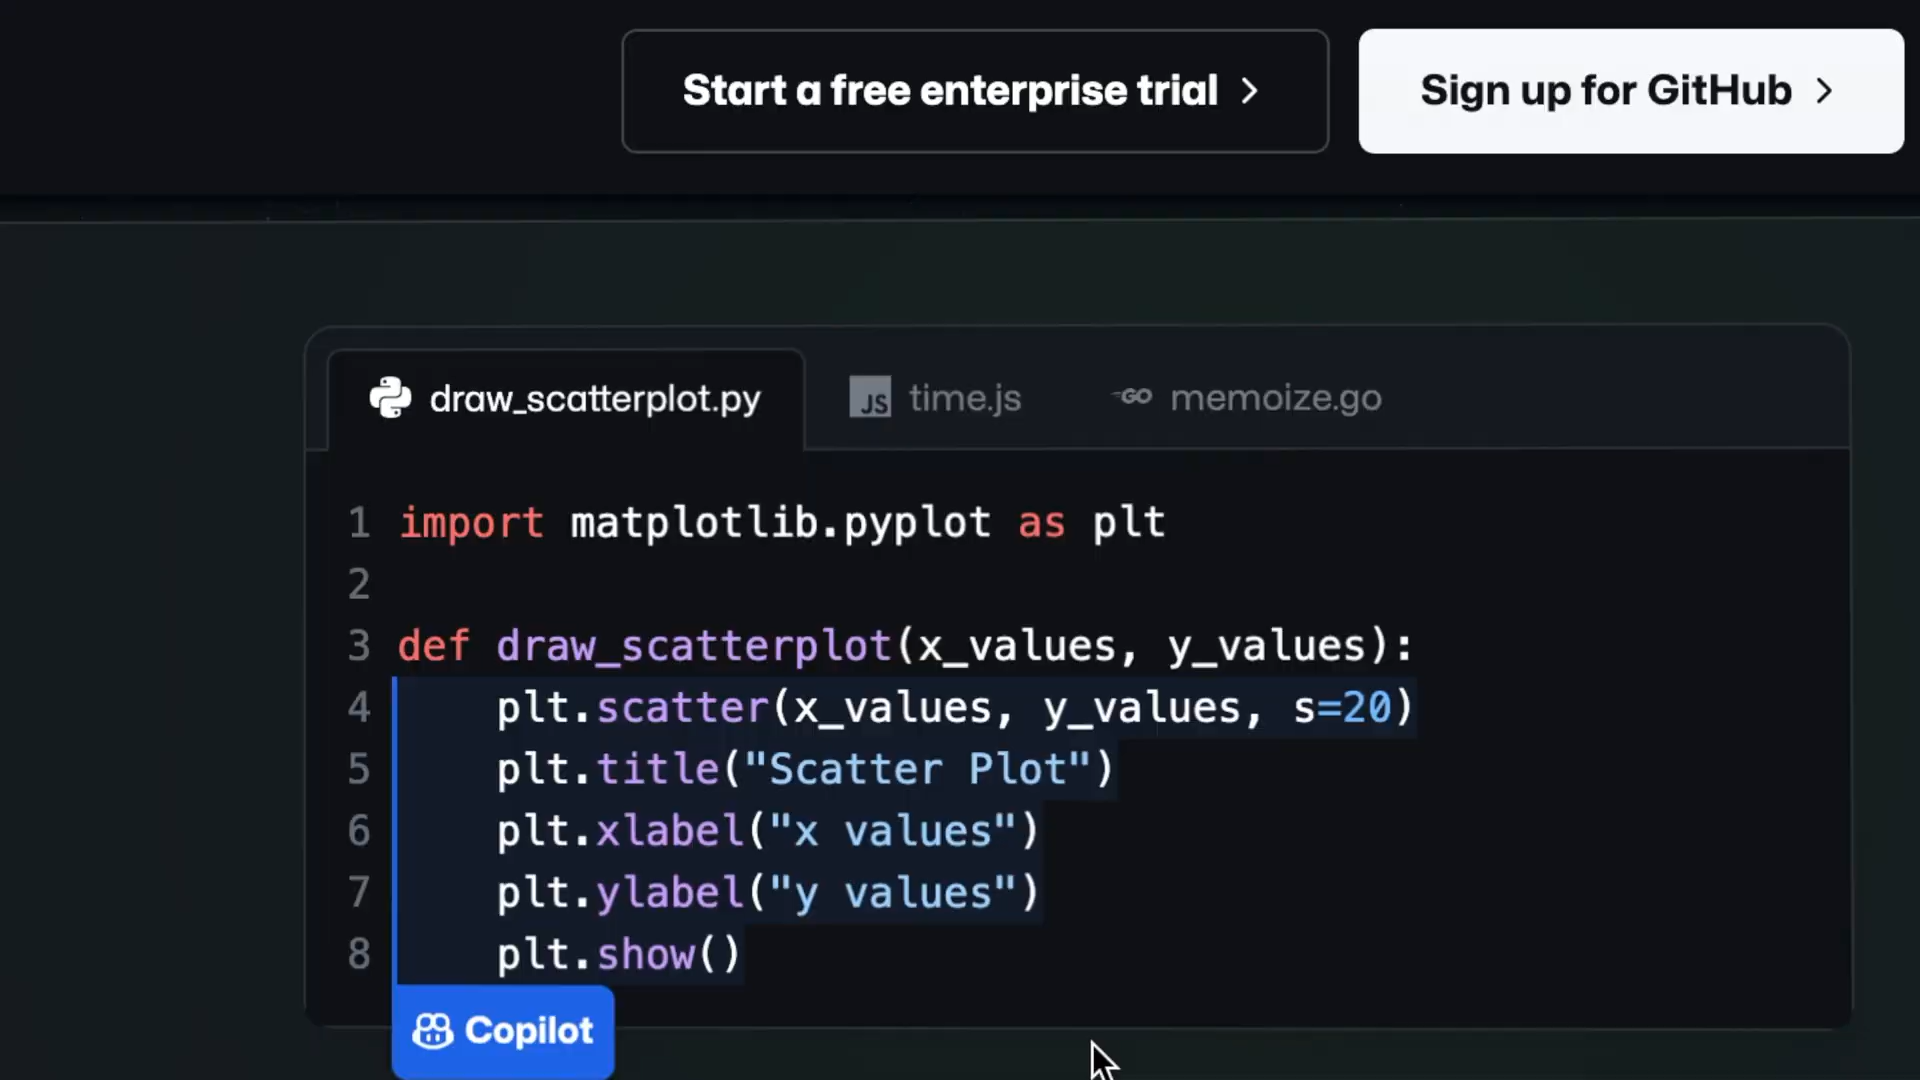 Start a free enterprise trial
Sign up for GitHub
draw_scatterplot.py
JS time.js
GO memoize.go
1 import matplotlib.pyplot as plt
2
3 def draw_scatterplot(x_values, y_values):
4     plt.scatter(x_values, y_values, s=20)
5     plt.title("Scatter Plot")
6     plt.xlabel("x values")
7     plt.ylabel("y values")
8     plt.show()
Copilot